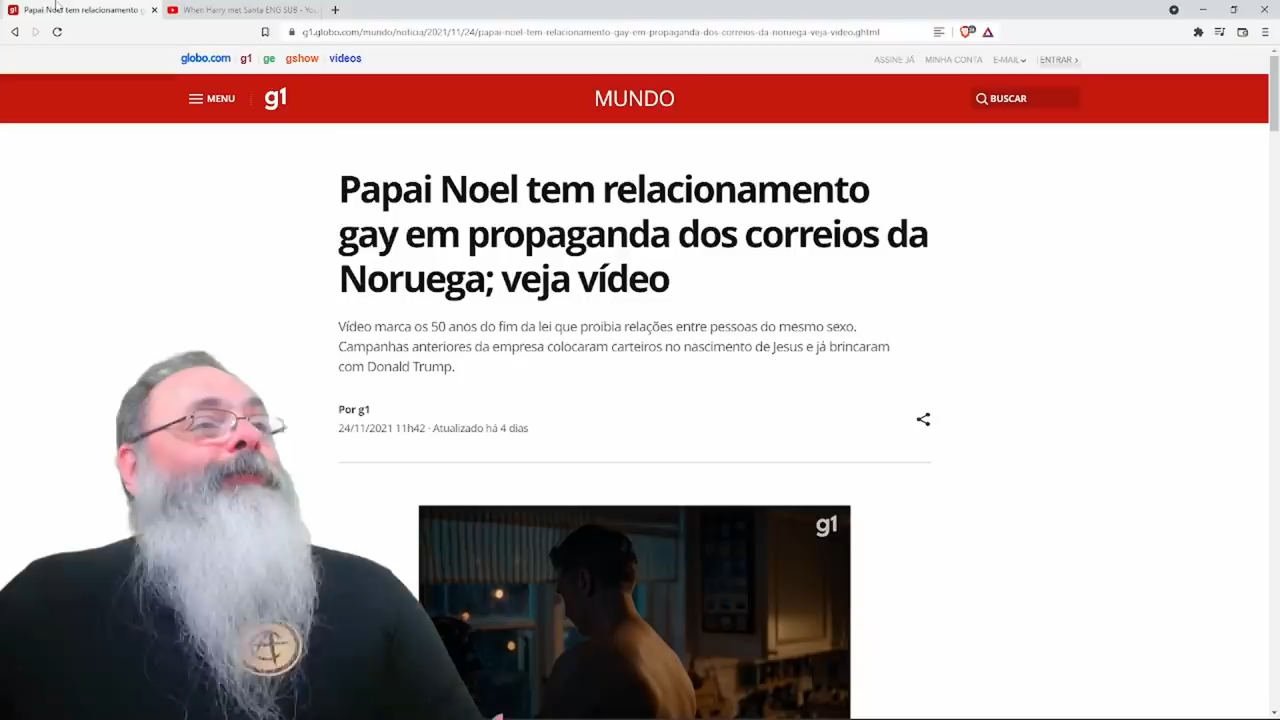 Papai Noel tem relacionamento g
When Harry met Santa ENG SUB - You
g1.globo.com/mundo/noticia/2021/11/24/papai-noel-tem-relacionamento-gay-em-propaganda-dos-correios-da-noruega-veja-video.ghtml
globo.com g1 ge gshow vídeos
ASSINE JÁ MINHA CONTA E-MAIL ENTRAR
MENU g1 MUNDO BUSCAR
Papai Noel tem relacionamento
gay em propaganda dos correios da
Noruega; veja vídeo
Vídeo marca os 50 anos do fim da lei que proibia relações entre pessoas do mesmo sexo.
Campanhas anteriores da empresa colocaram carteiros no nascimento de Jesus e já brincaram
com Donald Trump.
Por g1
24/11/2021 11h42 · Atualizado há 4 dias
g1